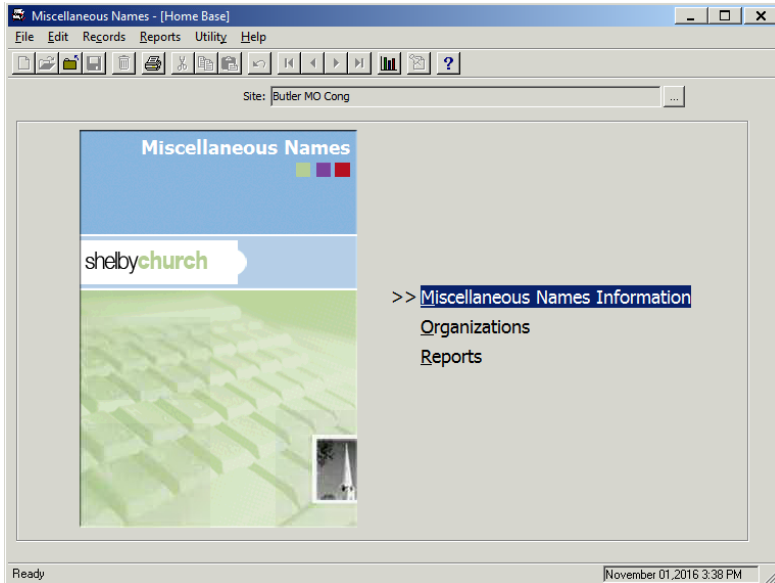 Miscellaneous Names - [Home Base]
File Edit Records Reports Utility Help
Site: Butler MO Cong ...
Miscellaneous Names
shelbychurch
>> Miscellaneous Names Information
Organizations
Reports
Ready November 01,2016 3:38 PM